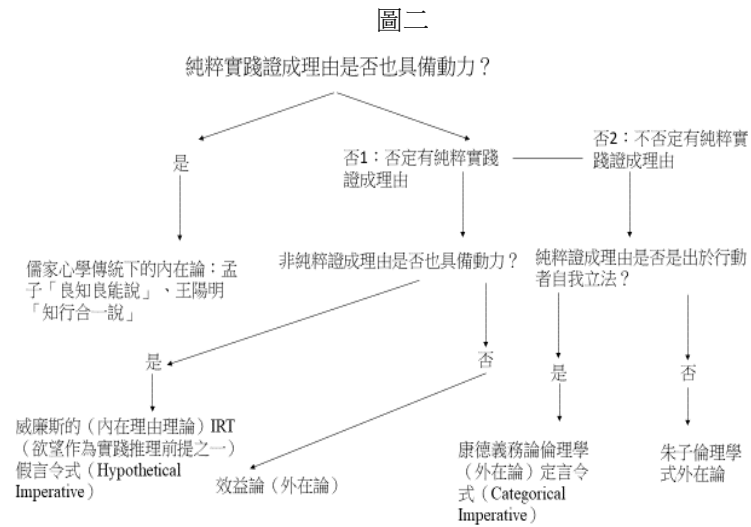 圖二
純粹實踐證成理由是否也具備動力？
是
否1：否定有純粹實踐
證成理由
否2：不否定有純粹實
踐證成理由
儒家心學傳統下的內在論：孟
子「良知良能說」、王陽明
「知行合一說」
非純粹證成理由是否也具備動力？
純粹證成理由是否是出於行動
者自我立法？
是
否
是
否
威廉斯的（內在理由理論）IRT
（欲望作為實踐推理前提之一）
假言令式（Hypothetical
Imperative）
效益論（外在論）
康德義務論倫理學
（外在論）定言令
式（Categorical
Imperative）
朱子倫理學
式外在論